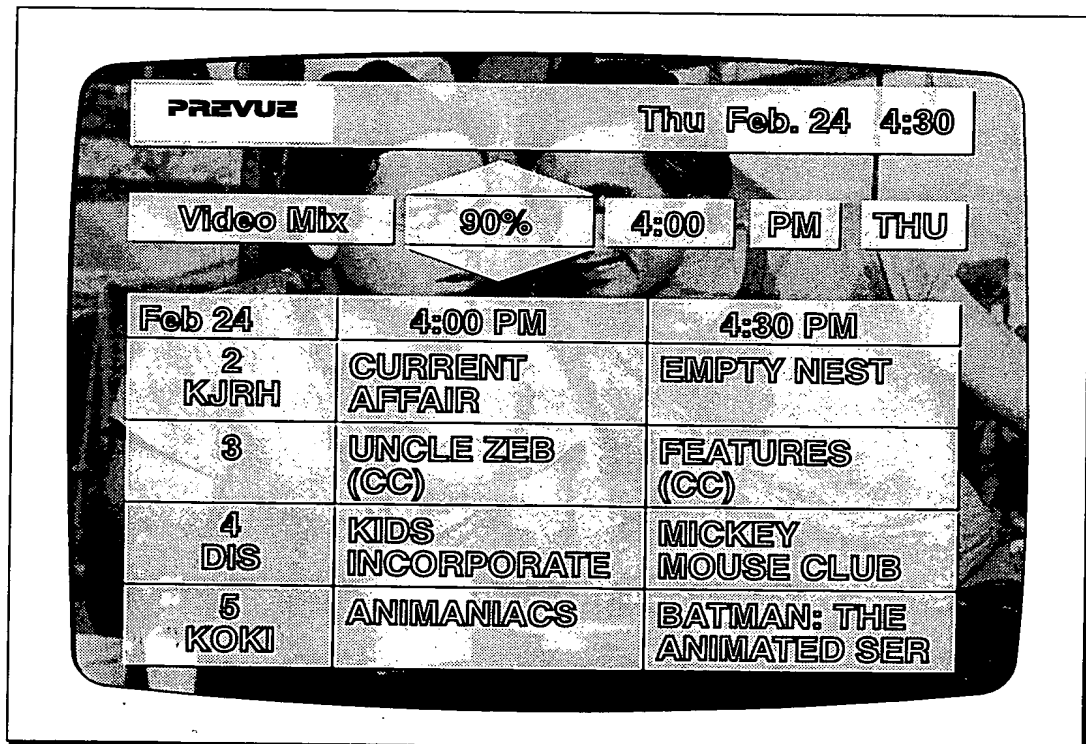 PREVUE
Thu Feb. 24 4:30
Video Mix 90% 4:00 PM THU
Feb 24 4:00 PM 4:30 PM
2
KJRH
CURRENT
AFFAIR
EMPTY NEST
3
UNCLE ZEB
(CC)
FEATURES
(CC)
4
DIS
KIDS
INCORPORATE
MICKEY
MOUSE CLUB
5
KOKI
ANIMANIACS
BATMAN: THE
ANIMATED SER